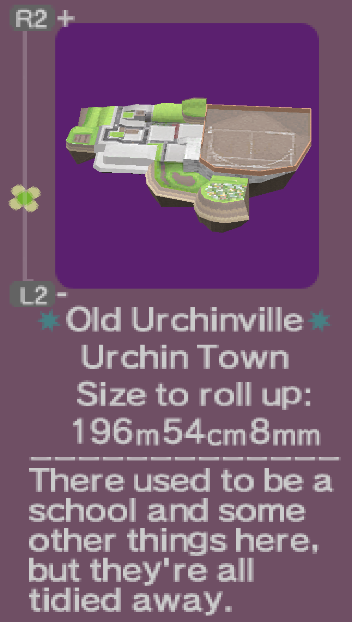 R2 +
L2 -
Old Urchinville
Urchin Town
Size to roll up:
196m54cm8mm
There used to be a
school and some
other things here,
but they're all
tidied away.